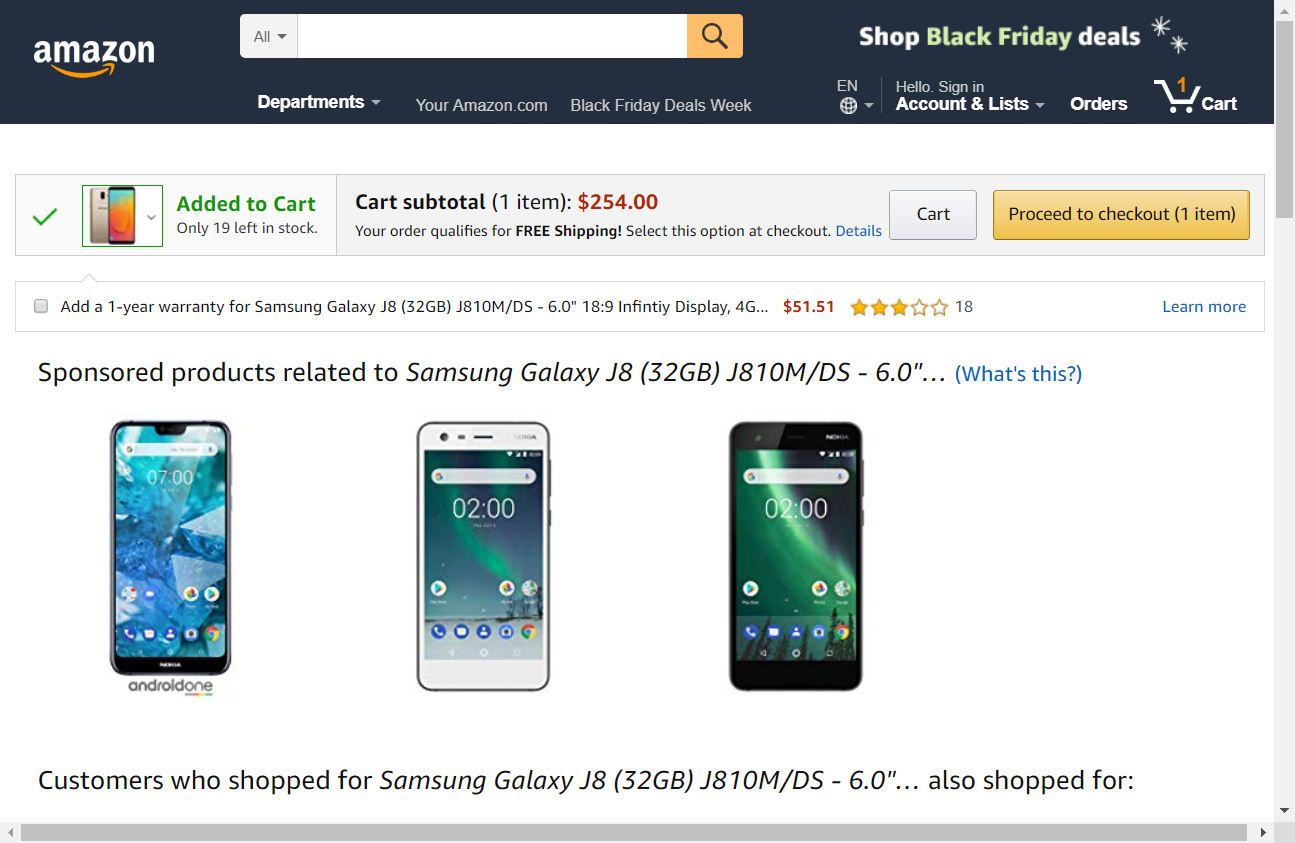 amazon
All
Shop Black Friday deals
Departments
Your Amazon.com
Black Friday Deals Week
EN
Hello. Sign in
Account & Lists
Orders
1
Cart
Added to Cart
Only 19 left in stock.
Cart subtotal (1 item): $254.00
Your order qualifies for FREE Shipping! Select this option at checkout. Details
Cart
Proceed to checkout (1 item)
Add a 1-year warranty for Samsung Galaxy J8 (32GB) J810M/DS - 6.0" 18:9 Infintiy Display, 4G... $51.51 18
Learn more
Sponsored products related to Samsung Galaxy J8 (32GB) J810M/DS - 6.0"... (What's this?)
07:00
NOKIA
androidone
NOKIA
02:00
NOKIA
02:00
Customers who shopped for Samsung Galaxy J8 (32GB) J810M/DS - 6.0"... also shopped for: